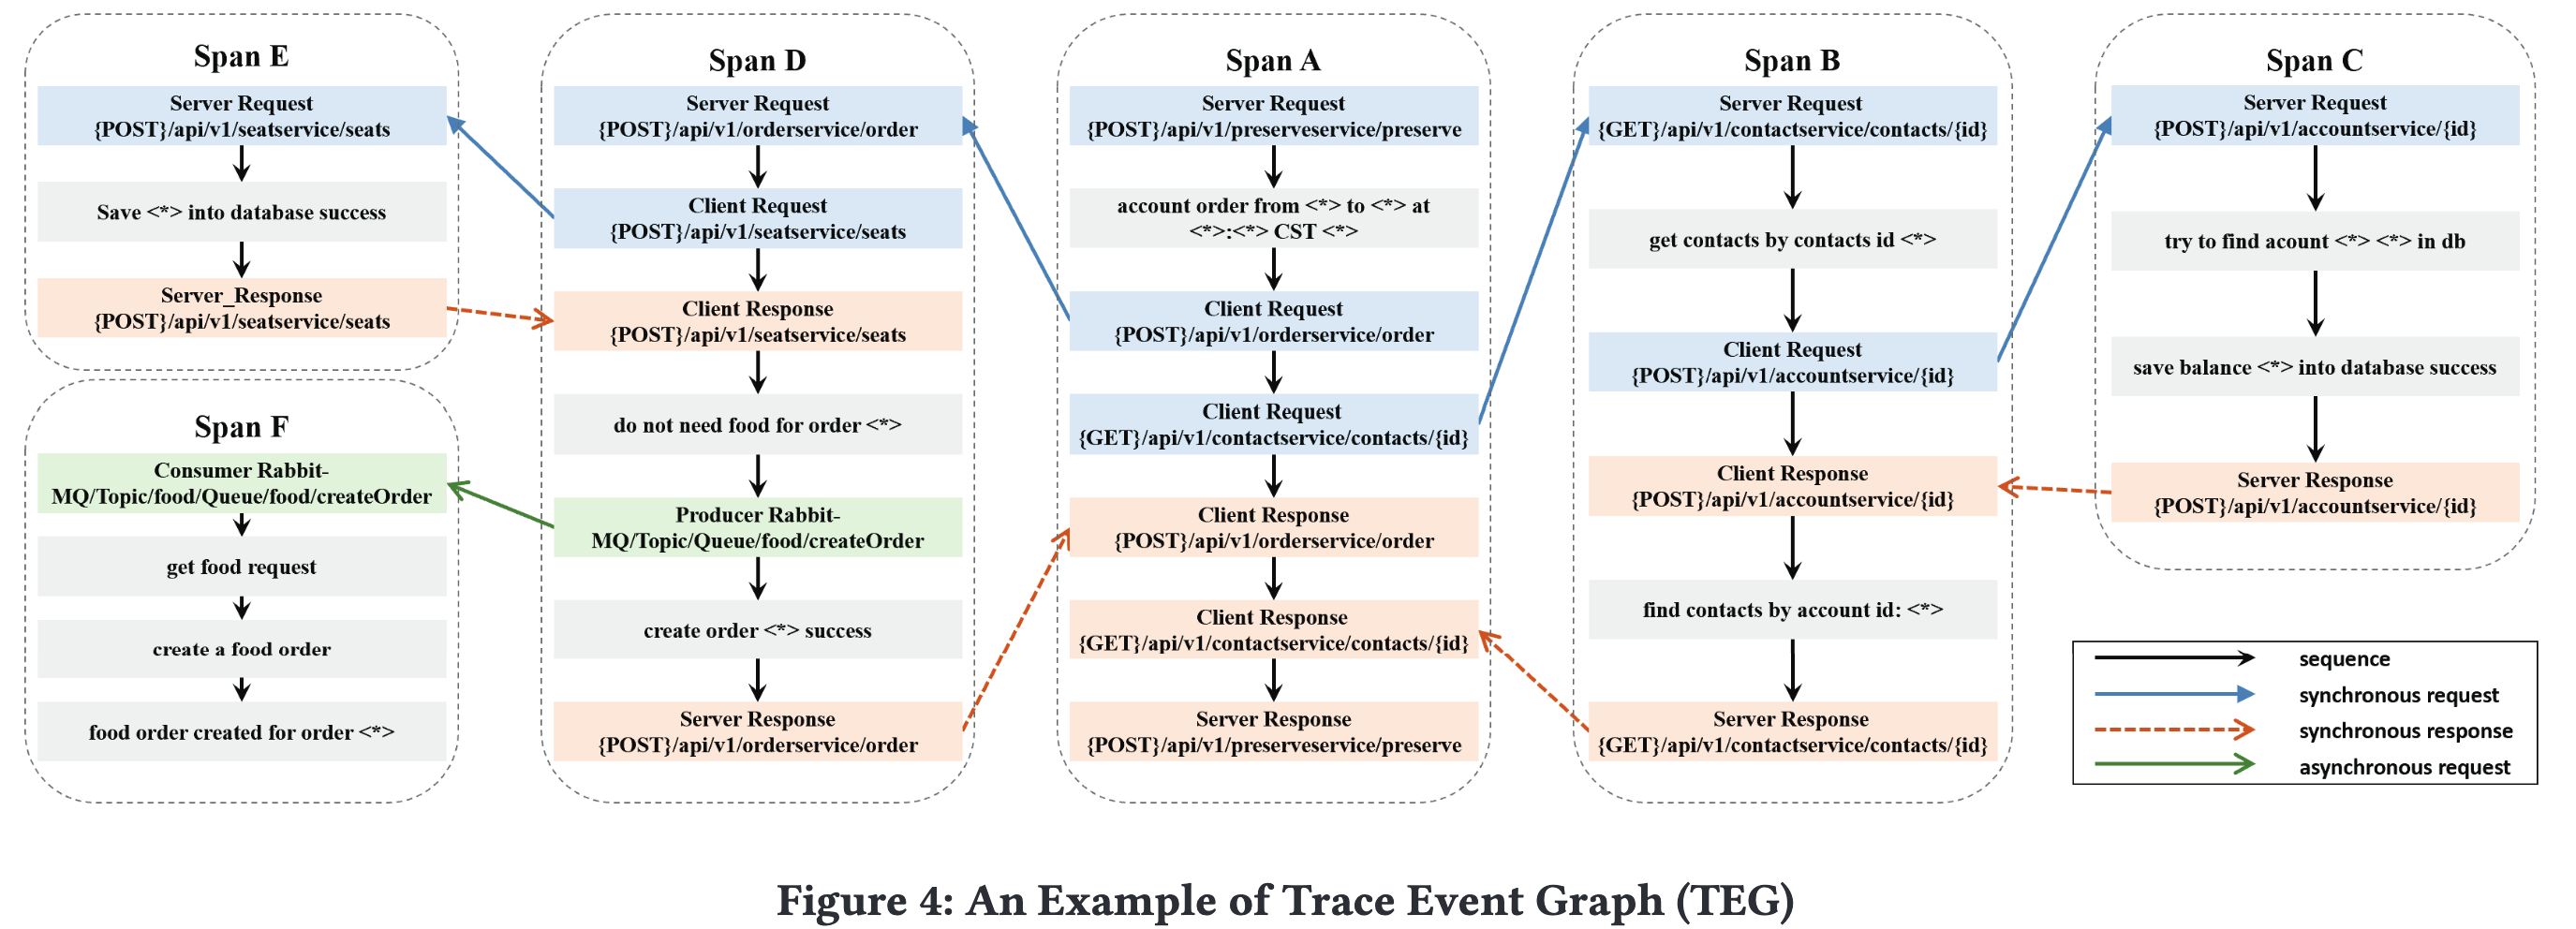 Span E
Server Request
{POST}/api/v1/seatservice/seats
Save <*> into database success
Server_Response
{POST}/api/v1/seatservice/seats
Span F
Consumer Rabbit-
MQ/Topic/food/Queue/food/createOrder
get food request
create a food order
food order created for order <*>
Span D
Server Request
{POST}/api/v1/orderservice/order
Client Request
{POST}/api/v1/seatservice/seats
Client Response
{POST}/api/v1/seatservice/seats
do not need food for order <*>
Producer Rabbit-
MQ/Topic/Queue/food/createOrder
create order <*> success
Server Response
{POST}/api/v1/orderservice/order
Span A
Server Request
{POST}/api/v1/preserveservice/preserve
account order from <*> to <*> at
<*>:<*> CST <*>
Client Request
{POST}/api/v1/orderservice/order
Client Request
{GET}/api/v1/contactservice/contacts/{id}
Client Response
{POST}/api/v1/orderservice/order
Client Response
{GET}/api/v1/contactservice/contacts/{id}
Server Response
{POST}/api/v1/preserveservice/preserve
Span B
Server Request
{GET}/api/v1/contactservice/contacts/{id}
get contacts by contacts id <*>
Client Request
{POST}/api/v1/accountservice/{id}
Client Response
{POST}/api/v1/accountservice/{id}
find contacts by account id: <*>
Server Response
{GET}/api/v1/contactservice/contacts/{id}
Span C
Server Request
{POST}/api/v1/accountservice/{id}
try to find acount <*> <*> in db
save balance <*> into database success
Server Response
{POST}/api/v1/accountservice/{id}
sequence
synchronous request
synchronous response
asynchronous request
Figure 4: An Example of Trace Event Graph (TEG)